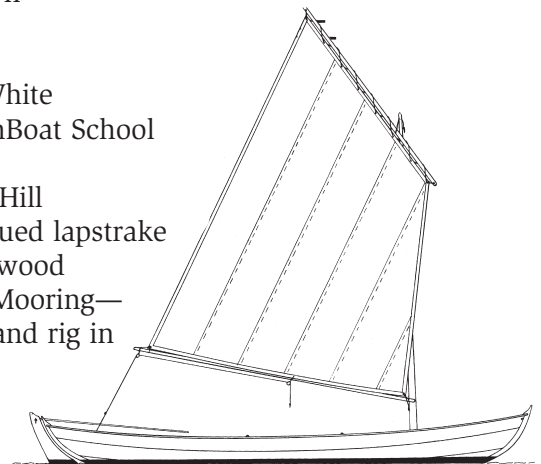 White
nBoat School
Hill
ued lapstrake
wood
Mooring—
and rig in